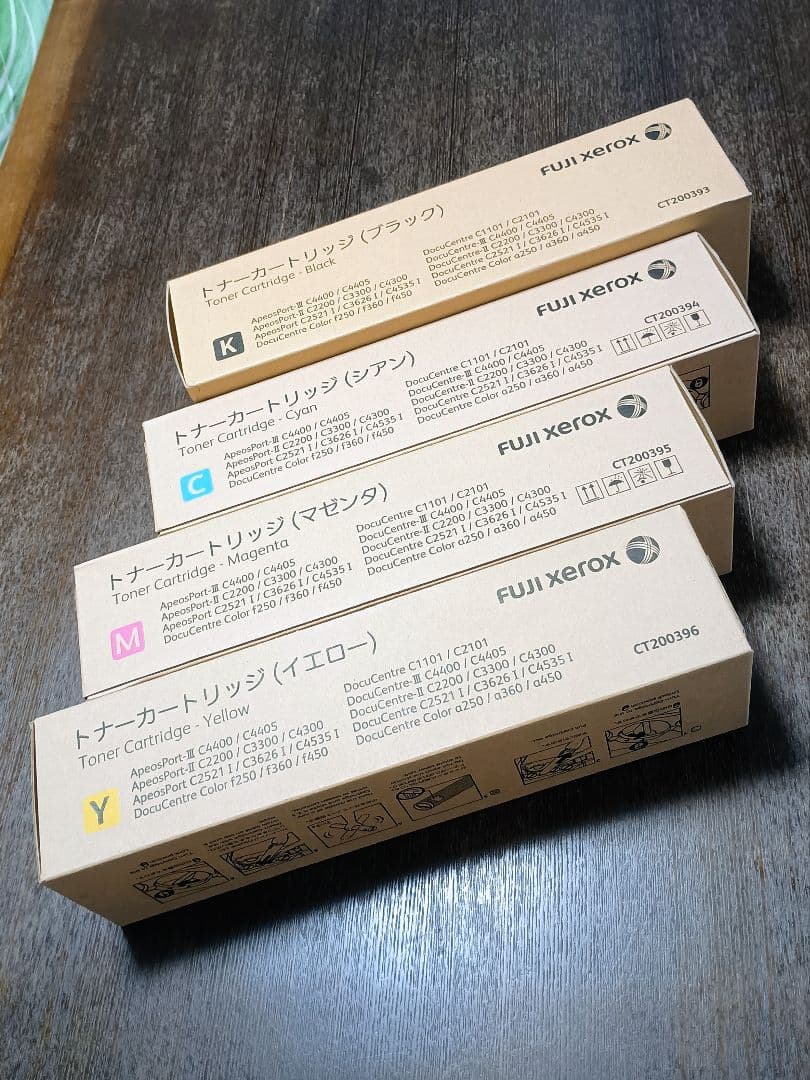 FUJI xerox
CT200393
トナーカートリッジ (ブラック)
Toner Cartridge - Black
K
ApeosPort-Ⅲ C4400 / C4405
ApeosPort-Ⅱ C2200 / C3300 / C4300
ApeosPort C2521 I / C3626 I / C4535 I
DocuCentre Color f250 / f360 / f450
DocuCentre C1101 / C2101
DocuCentre-Ⅲ C4400 / C4405
DocuCentre-Ⅱ C2200 / C3300 / C4300
DocuCentre C2521 I / C3626 I / C4535 I
DocuCentre Color a250 / a360 / a450
FUJI xerox
CT200394
トナーカートリッジ (シアン)
Toner Cartridge - Cyan
C
ApeosPort-Ⅲ C4400 / C4405
ApeosPort-Ⅱ C2200 / C3300 / C4300
ApeosPort C2521 I / C3626 I / C4535 I
DocuCentre Color f250 / f360 / f450
DocuCentre C1101 / C2101
DocuCentre-Ⅲ C4400 / C4405
DocuCentre-Ⅱ C2200 / C3300 / C4300
DocuCentre C2521 I / C3626 I / C4535 I
DocuCentre Color a250 / a360 / a450
FUJI xerox
CT200395
トナーカートリッジ (マゼンタ)
Toner Cartridge - Magenta
M
ApeosPort-Ⅲ C4400 / C4405
ApeosPort-Ⅱ C2200 / C3300 / C4300
ApeosPort C2521 I / C3626 I / C4535 I
DocuCentre Color f250 / f360 / f450
DocuCentre C1101 / C2101
DocuCentre-Ⅲ C4400 / C4405
DocuCentre-Ⅱ C2200 / C3300 / C4300
DocuCentre C2521 I / C3626 I / C4535 I
DocuCentre Color a250 / a360 / a450
FUJI xerox
CT200396
トナーカートリッジ (イエロー)
Toner Cartridge - Yellow
Y
ApeosPort-Ⅲ C4400 / C4405
ApeosPort-Ⅱ C2200 / C3300 / C4300
ApeosPort C2521 I / C3626 I / C4535 I
DocuCentre Color f250 / f360 / f450
DocuCentre C1101 / C2101
DocuCentre-Ⅲ C4400 / C4405
DocuCentre-Ⅱ C2200 / C3300 / C4300
DocuCentre C2521 I / C3626 I / C4535 I
DocuCentre Color a250 / a360 / a450